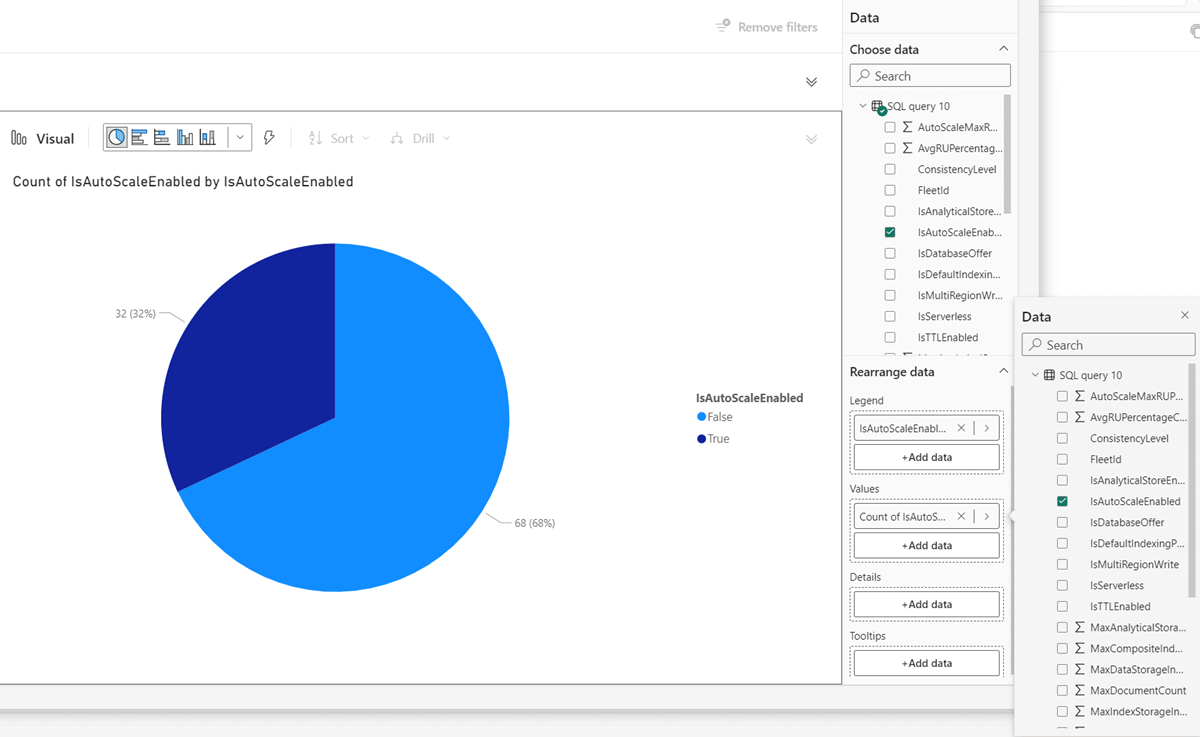 Remove filters
Visual
Sort
Drill
Count of IsAutoScaleEnabled by IsAutoScaleEnabled
32 (32%)
68 (68%)
IsAutoScaleEnabled
False
True
Data
Choose data
Search
SQL query 10
AutoScaleMaxR...
AvgRUPercentag...
ConsistencyLevel
FleetId
IsAnalyticalStore...
IsAutoScaleEnab...
IsDatabaseOffer
IsDefaultIndexin...
IsMultiRegionWr...
IsServerless
IsTTLEnabled
Rearrange data
Legend
IsAutoScaleEnabl...
+Add data
Values
Count of IsAutoS...
+Add data
Details
+Add data
Tooltips
+Add data
Data
Search
SQL query 10
AutoScaleMaxRUP...
AvgRUPercentageC...
ConsistencyLevel
FleetId
IsAnalyticalStoreEn...
IsAutoScaleEnabled
IsDatabaseOffer
IsDefaultIndexingP...
IsMultiRegionWrite
IsServerless
IsTTLEnabled
MaxAnalyticalStora...
MaxCompositeInd...
MaxDataStorageIn...
MaxDocumentCount
MaxIndexStorageIn...